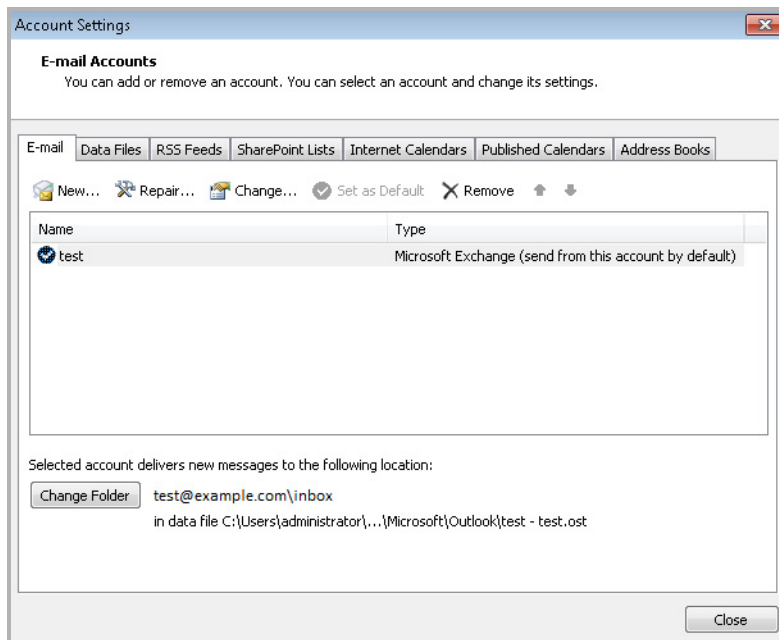 Account Settings
E-mail Accounts
You can add or remove an account. You can select an account and change its settings.
E-mail Data Files RSS Feeds SharePoint Lists Internet Calendars Published Calendars Address Books
New... Repair... Change... Set as Default Remove
Name Type
test Microsoft Exchange (send from this account by default)
Selected account delivers new messages to the following location:
Change Folder test@example.com\inbox
in data file C:\Users\administrator\...\Microsoft\Outlook\test - test.ost
Close